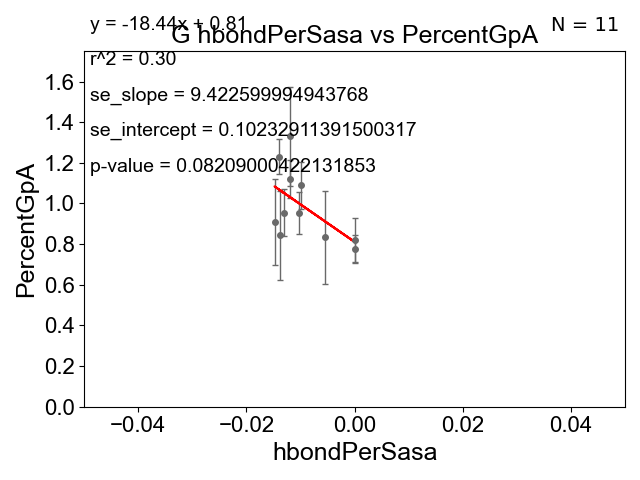 y = -18.44x + 0.81
N = 11
G hbondPerSasa vs PercentGpA
r^2 = 0.30
se_slope = 9.422599994943768
se_intercept = 0.10232911391500317
p-value = 0.08209000422131853
PercentGpA
1.6
1.4
1.2
1.0
0.8
0.6
0.4
0.2
0.0
−0.04 −0.02 0.00 0.02 0.04
hbondPerSasa